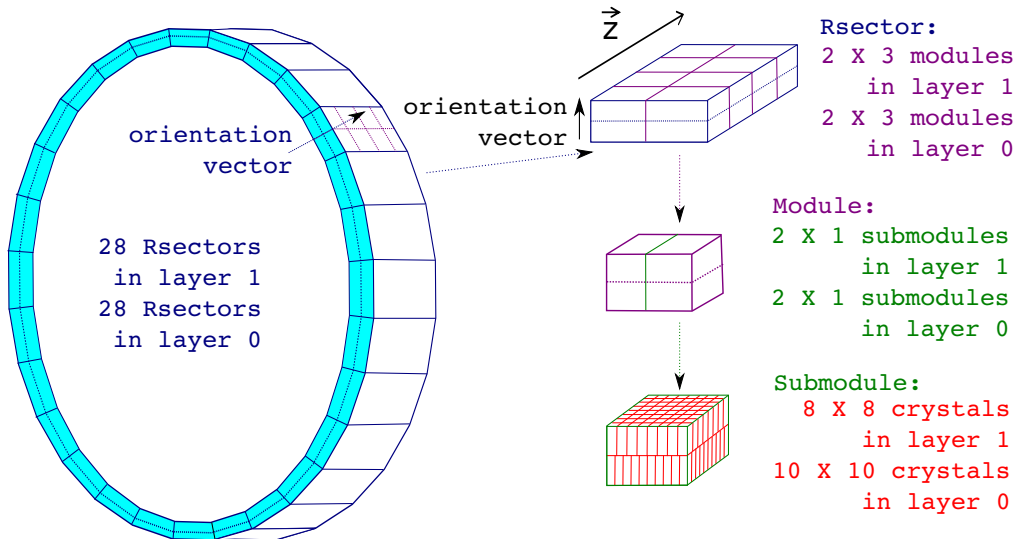 orientation
vector
28 Rsectors
in layer 1
28 Rsectors
in layer 0
z
orientation
vector
Rsector:
2 X 3 modules
in layer 1
2 X 3 modules
in layer 0
Module:
2 X 1 submodules
in layer 1
2 X 1 submodules
in layer 0
Submodule:
8 X 8 crystals
in layer 1
10 X 10 crystals
in layer 0